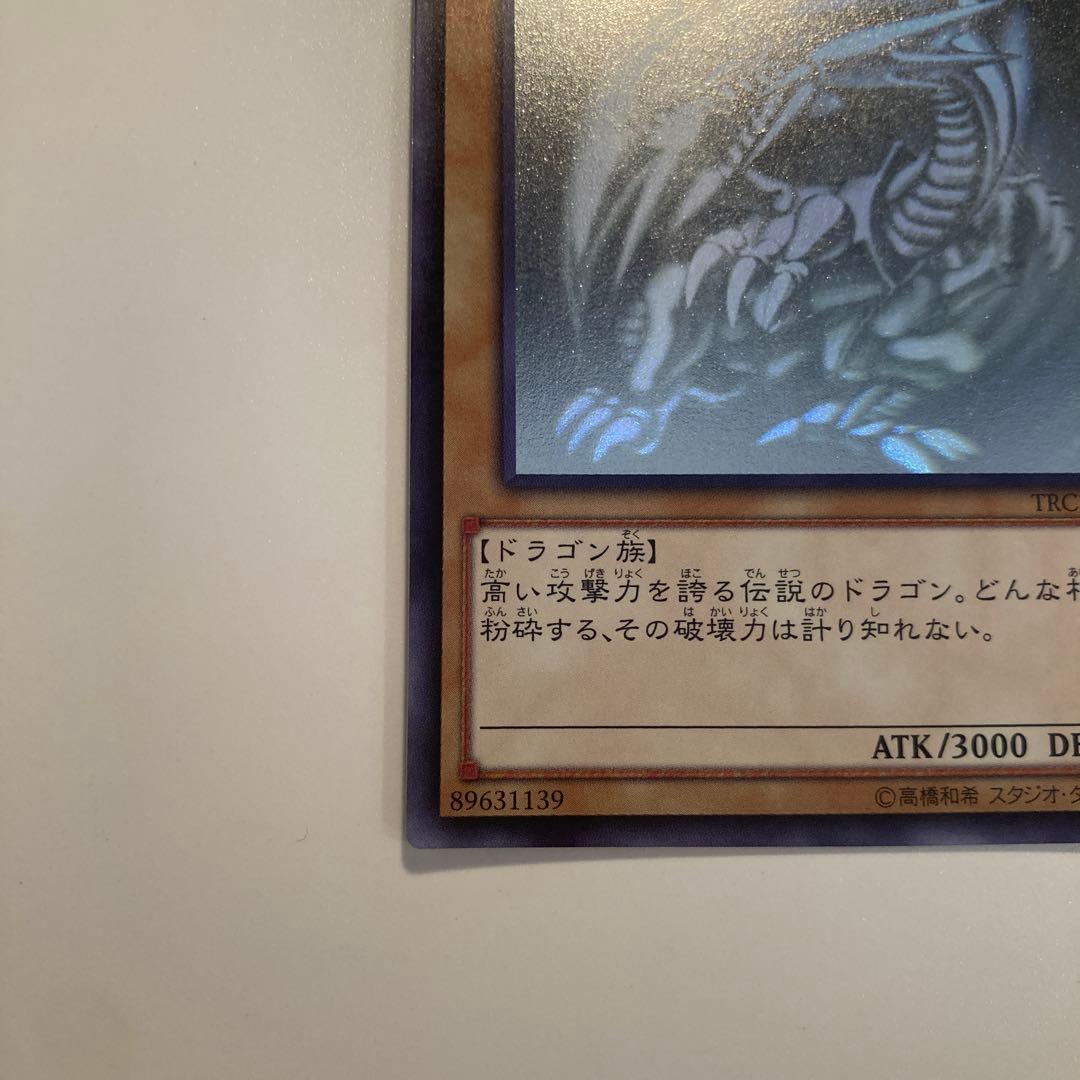 TRC
【ドラゴン族】
高い攻撃力を誇る伝説のドラゴン。どんな
粉砕する、その破壊力は計り知れない。
ATK/3000 DE
89631139
©高橋和希 スタジオ・ダ